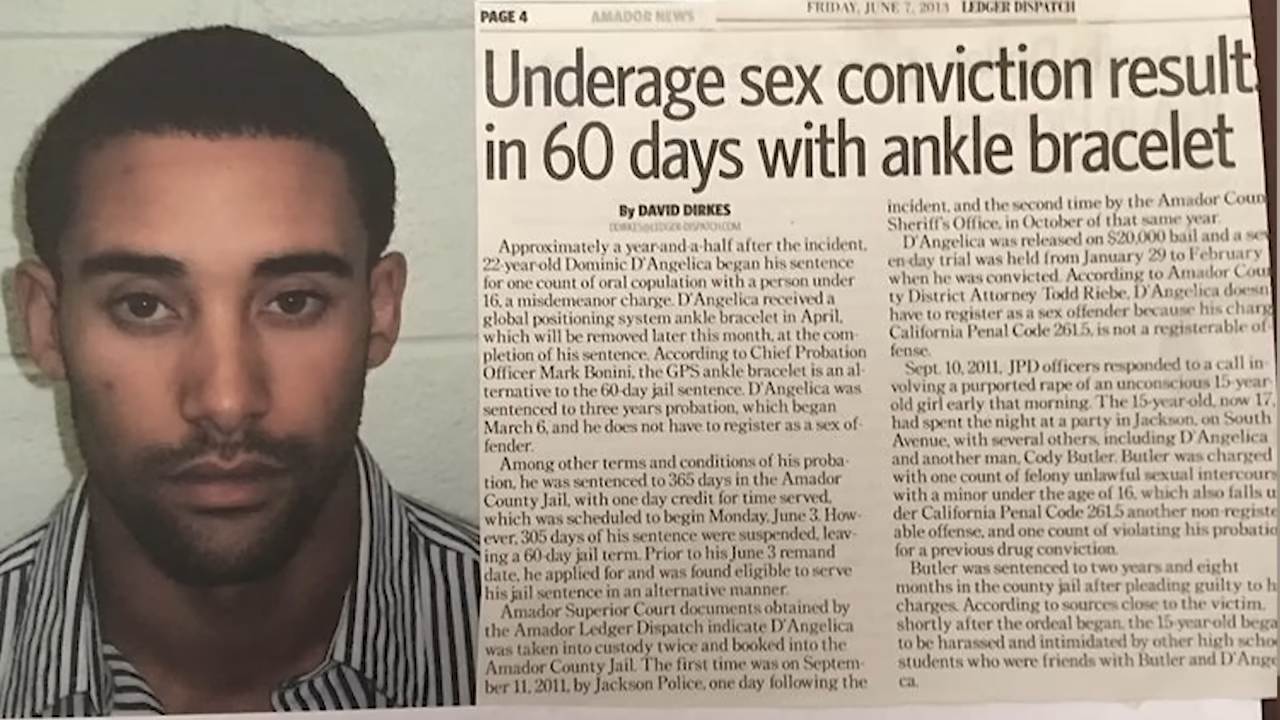 PAGE 4
AMADOR NEWS
FRIDAY, JUNE 7, 2013 LEDGER DISPATCH
Underage sex conviction result
in 60 days with ankle bracelet
By DAVID DIRKES
DDIRKES@LEDGER-DISPATCH.COM
Approximately a year-and-a-half after the incident,
22-year-old Dominic D'Angelica began his sentence
for one count of oral copulation with a person under
16, a misdemeanor charge. D'Angelica received a
global positioning system ankle bracelet in April,
which will be removed later this month, at the com-
pletion of his sentence. According to Chief Probation
Officer Mark Bonini, the GPS ankle bracelet is an al-
ternative to the 60-day jail sentence. D'Angelica was
sentenced to three years probation, which began
March 6, and he does not have to register as a sex of-
fender.
Among other terms and conditions of his proba-
tion, he was sentenced to 365 days in the Amador
County Jail, with one day credit for time served,
which was scheduled to begin Monday, June 3. How-
ever, 305 days of his sentence were suspended, leav-
ing a 60-day jail term. Prior to his June 3 remand
date, he applied for and was found eligible to serve
his jail sentence in an alternative manner.
Amador Superior Court documents obtained by
the Amador Ledger Dispatch indicate D'Angelica
was taken into custody twice and booked into the
Amador County Jail. The first time was on Septem-
ber 11, 2011, by Jackson Police, one day following the
incident, and the second time by the Amador Coun
Sheriff's Office, in October of that same year.
D'Angelica was released on $20,000 bail and a sev
en-day trial was held from January 29 to February
when he was convicted. According to Amador Cou
ty District Attorney Todd Riebe, D'Angelica doesn
have to register as a sex offender because his charg
California Penal Code 261.5, is not a registerable of-
fense.
Sept. 10, 2011, JPD officers responded to a call in-
volving a purported rape of an unconscious 15-year
old girl early that morning. The 15-year-old, now 17,
had spent the night at a party in Jackson, on South
Avenue, with several others, including D'Angelica
and another man, Cody Butler. Butler was charged
with one count of felony unlawful sexual intercours
with a minor under the age of 16, which also falls u
der California Penal Code 261.5 another non-registe
able offense, and one count of violating his probatio
for a previous drug conviction.
Butler was sentenced to two years and eight
months in the county jail after pleading guilty to h
charges. According to sources close to the victim,
shortly after the ordeal began, the 15-year-old bega
to be harassed and intimidated by other high schoo
students who were friends with Butler and D'Ange
ca.